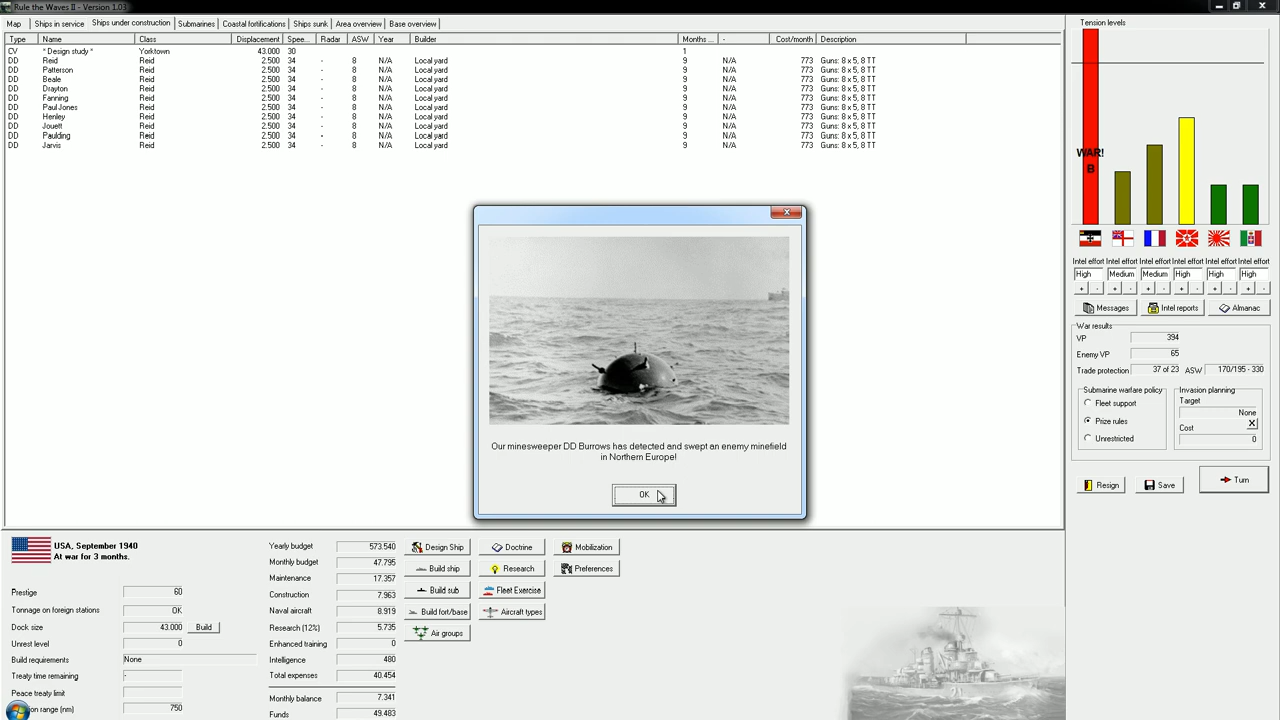 Rule the Waves II - Version 1.03
Map Ships in service Ships under construction Submarines Coastal fortifications Ships sunk Area overview Base overview
Type Name Class Displacement Spee... Radar ASW Year Builder Months ... - Cost/month Description
CV * Design study * Yorktown 43.000 30 1
DD Reid Reid 2.500 34 - 8 N/A Local yard 9 N/A 773 Guns: 8 x 5, 8 TT
DD Patterson Reid 2.500 34 - 8 N/A Local yard 9 N/A 773 Guns: 8 x 5, 8 TT
DD Beale Reid 2.500 34 - 8 N/A Local yard 9 N/A 773 Guns: 8 x 5, 8 TT
DD Drayton Reid 2.500 34 - 8 N/A Local yard 9 N/A 773 Guns: 8 x 5, 8 TT
DD Fanning Reid 2.500 34 - 8 N/A Local yard 9 N/A 773 Guns: 8 x 5, 8 TT
DD Paul Jones Reid 2.500 34 - 8 N/A Local yard 9 N/A 773 Guns: 8 x 5, 8 TT
DD Henley Reid 2.500 34 - 8 N/A Local yard 9 N/A 773 Guns: 8 x 5, 8 TT
DD Jouett Reid 2.500 34 - 8 N/A Local yard 9 N/A 773 Guns: 8 x 5, 8 TT
DD Paulding Reid 2.500 34 - 8 N/A Local yard 9 N/A 773 Guns: 8 x 5, 8 TT
DD Jarvis Reid 2.500 34 - 8 N/A Local yard 9 N/A 773 Guns: 8 x 5, 8 TT
Our minesweeper DD Burrows has detected and swept an enemy minefield
in Northern Europe!
OK
Tension levels
WAR!
B
Intel effort Intel effort Intel effort Intel effort Intel effort Intel effort
High Medium Medium High High High
+ - + - + - + - + - + -
Messages Intel reports Almanac
War results
VP 394
Enemy VP 65
Trade protection 37 of 23 ASW 170/195 - 330
Submarine warfare policy
Fleet support
Prize rules
Unrestricted
Invasion planning
Target
None
X
Cost
0
Resign Save Turn
USA, September 1940
At war for 3 months.
Prestige 60
Tonnage on foreign stations OK
Dock size 43.000 Build
Unrest level 0
Build requirements None
Treaty time remaining -
Peace treaty limit
on range (nm) 750
Yearly budget 573.540
Monthly budget 47.795
Maintenance 17.357
Construction 7.963
Naval aircraft 8.919
Research (12%) 5.735
Enhanced training 0
Intelligence 480
Total expenses 40.454
Monthly balance 7.341
Funds 49.483
Design Ship Doctrine Mobilization
Build ship Research Preferences
Build sub Fleet Exercise
Build fort/base Aircraft types
Air groups